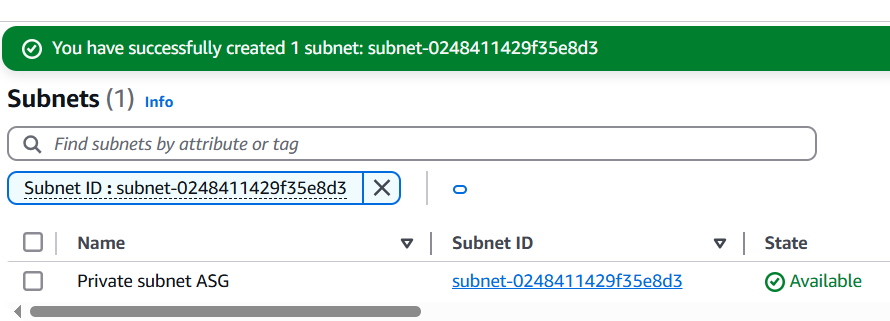 You have successfully created 1 subnet: subnet-0248411429f35e8d3
Subnets (1) Info
Find subnets by attribute or tag
Subnet ID : subnet-0248411429f35e8d3
Name Subnet ID State
Private subnet ASG subnet-0248411429f35e8d3 Available